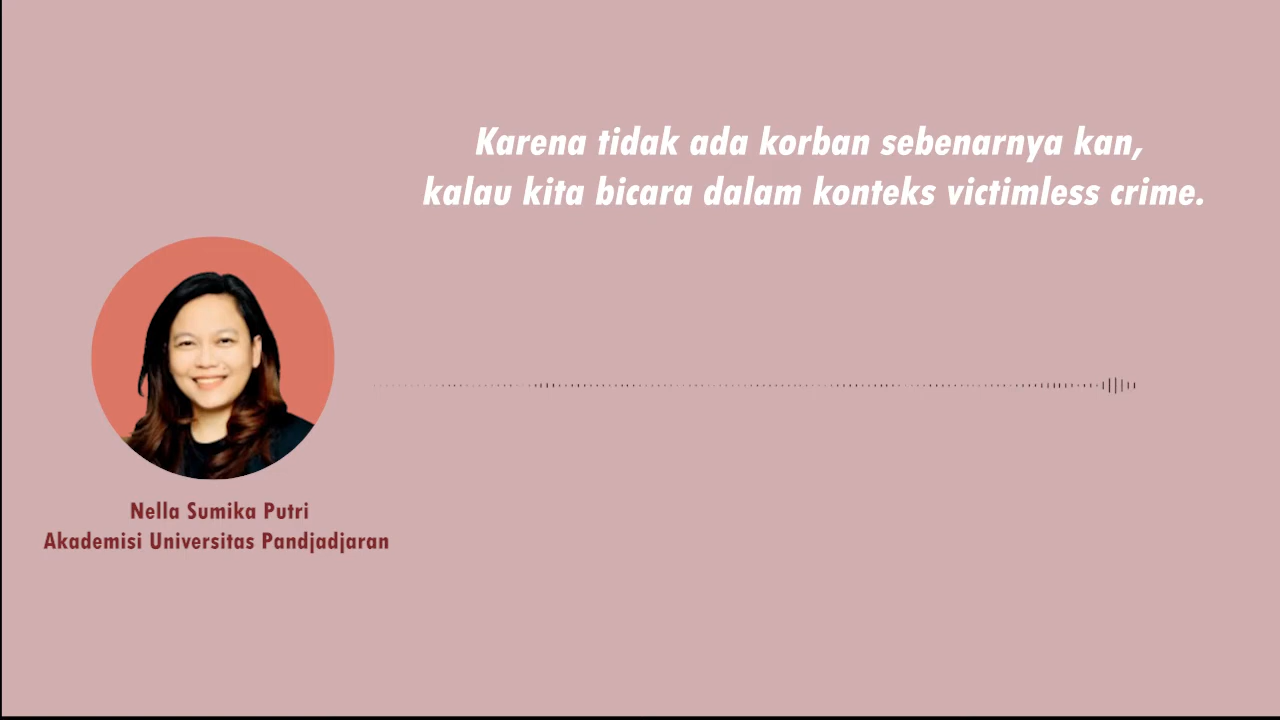 Karena tidak ada korban sebenarnya kan,
kalau kita bicara dalam konteks victimless crime.
Nella Sumika Putri
Akademisi Universitas Pandjadjaran